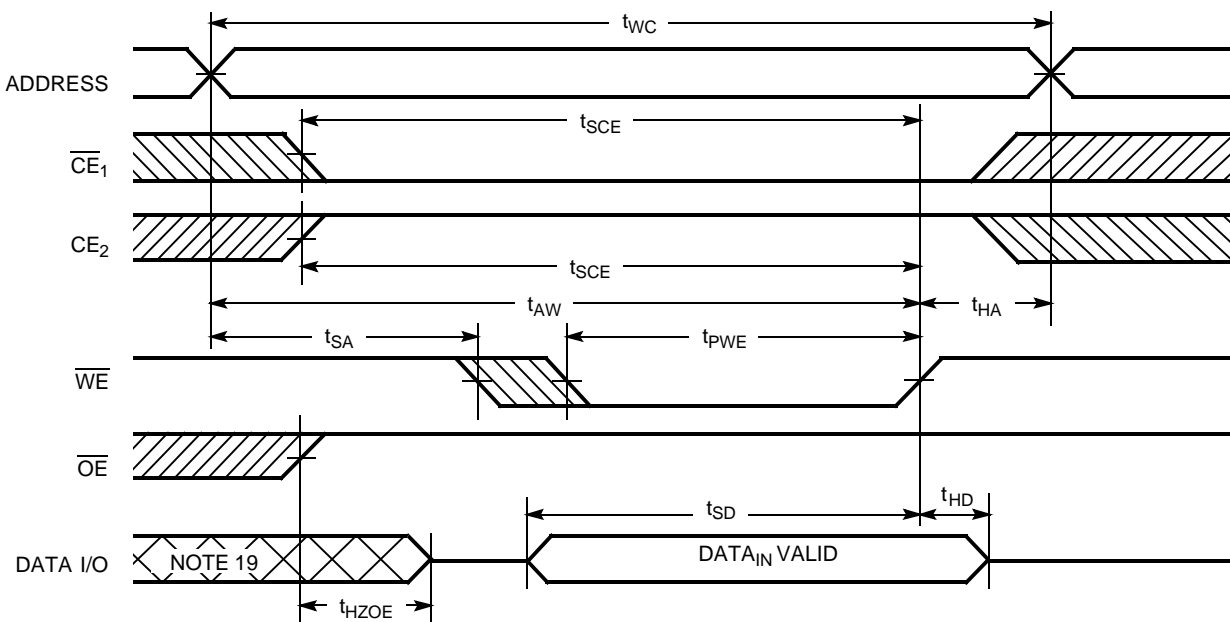 tWC
ADDRESS
tSCE
CE1
CE2
tSCE
tAW
tHA
tSA
tPWE
WE
OE
tSD
tHD
DATA I/O
NOTE 19
DATAIN VALID
tHZOE